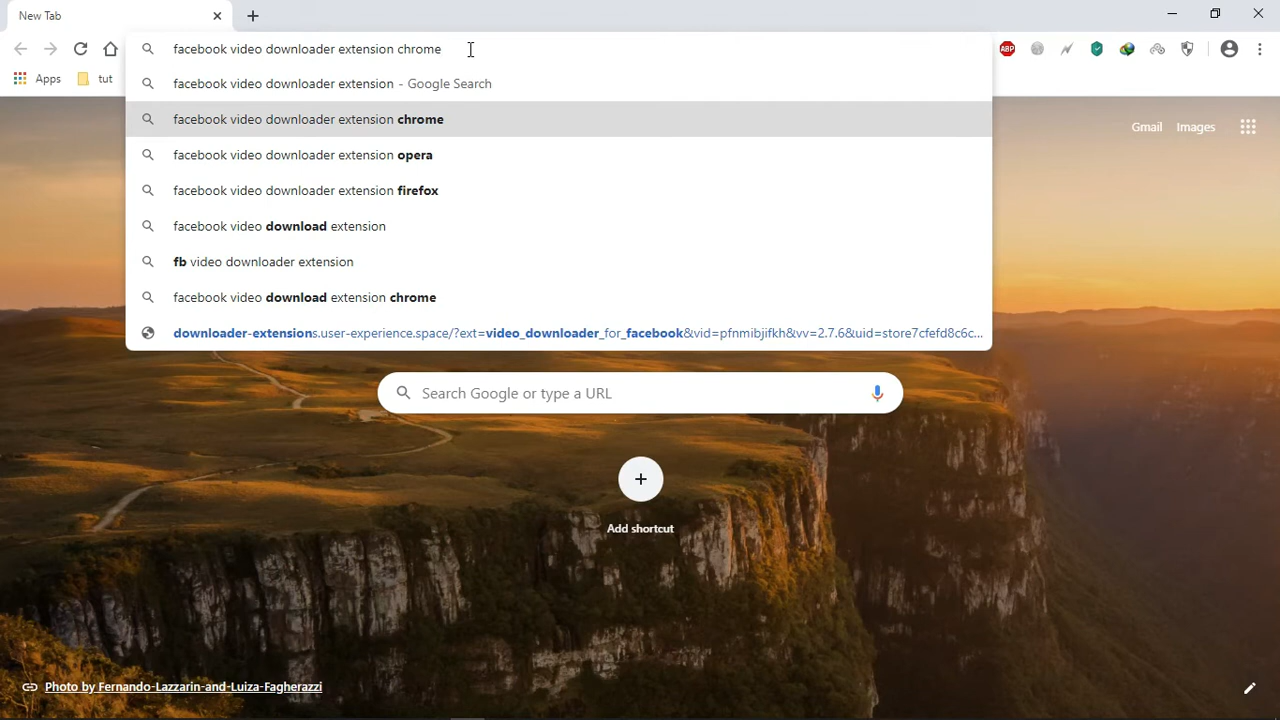 New Tab
facebook video downloader extension chrome
ABP
Apps
tut
facebook video downloader extension - Google Search
facebook video downloader extension chrome
facebook video downloader extension opera
facebook video downloader extension firefox
facebook video download extension
fb video downloader extension
facebook video download extension chrome
downloader-extensions.user-experience.space/?ext=video_downloader_for_facebook&vid=pfnmibjifkh&vv=2.7.6&uid=store7cfefd8c6c...
Gmail
Images
Search Google or type a URL
Add shortcut
Photo by Fernando-Lazzarin-and-Luiza-Fagherazzi